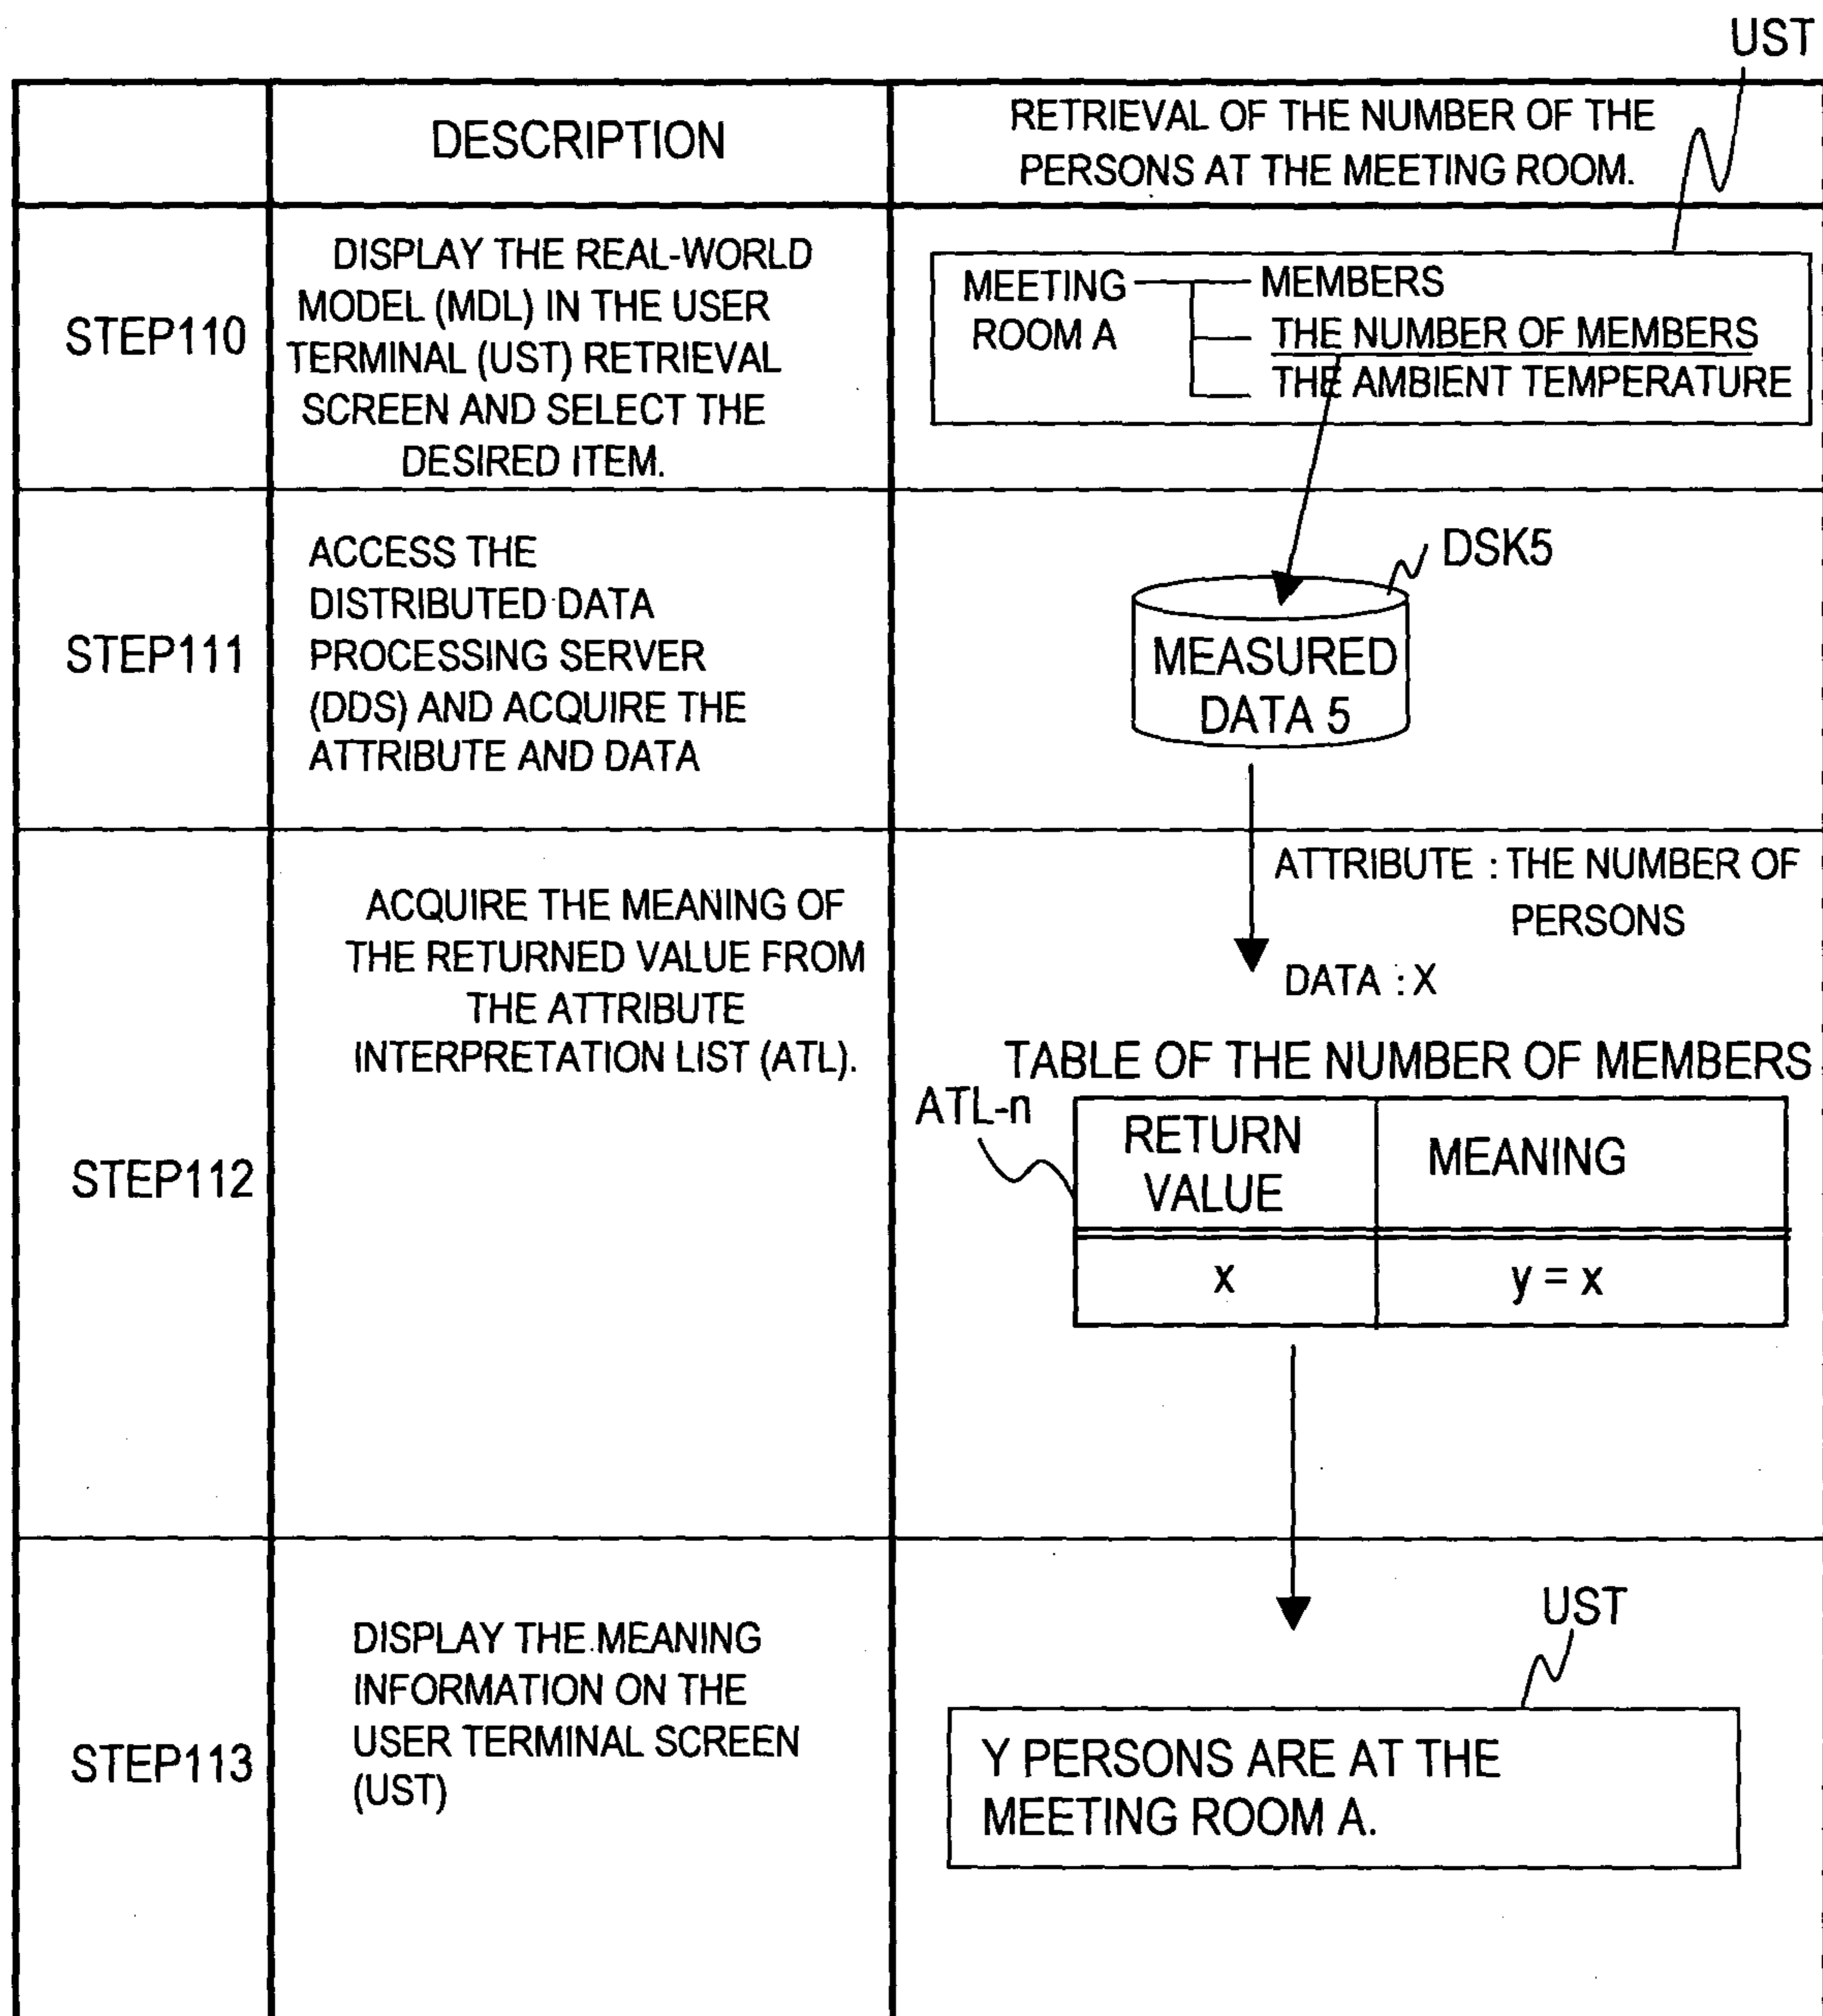 UST
DESCRIPTION
RETRIEVAL OF THE NUMBER OF THE
PERSONS AT THE MEETING ROOM.
STEP110
DISPLAY THE REAL-WORLD
MODEL (MDL) IN THE USER
TERMINAL (UST) RETRIEVAL
SCREEN AND SELECT THE
DESIRED ITEM.
MEETING
ROOM A
MEMBERS
THE NUMBER OF MEMBERS
THE AMBIENT TEMPERATURE
STEP111
ACCESS THE
DISTRIBUTED DATA
PROCESSING SERVER
(DDS) AND ACQUIRE THE
ATTRIBUTE AND DATA
DSK5
MEASURED
DATA 5
STEP112
ACQUIRE THE MEANING OF
THE RETURNED VALUE FROM
THE ATTRIBUTE
INTERPRETATION LIST (ATL).
ATTRIBUTE : THE NUMBER OF
PERSONS
DATA : X
TABLE OF THE NUMBER OF MEMBERS
ATL-n
RETURN
VALUE
MEANING
x
y = x
STEP113
DISPLAY THE MEANING
INFORMATION ON THE
USER TERMINAL SCREEN
(UST)
UST
Y PERSONS ARE AT THE
MEETING ROOM A.